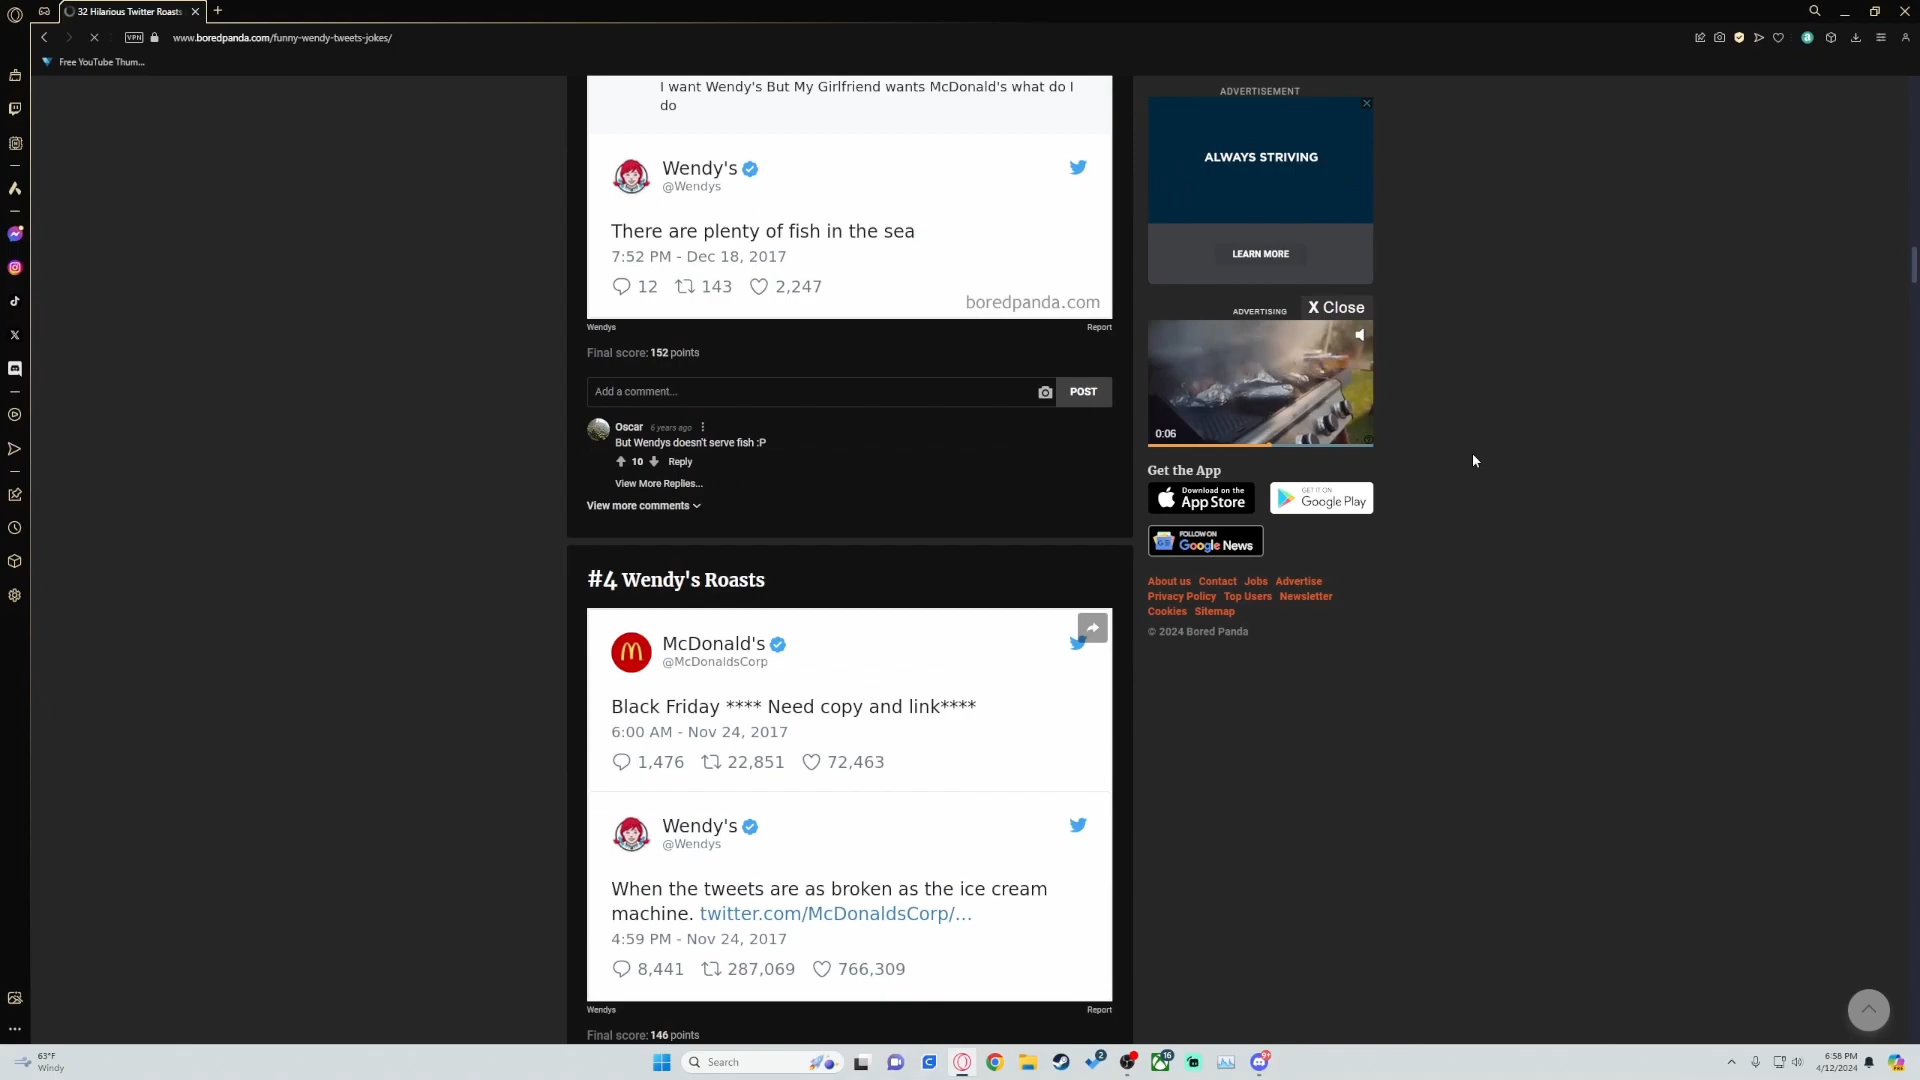 32 Hilarious Twitter Roasts
VPN
www.boredpanda.com/funny-wendy-tweets-jokes/
Free YouTube Thum...
I want Wendy's But My Girlfriend wants McDonald's what do I
do
Wendy's
@Wendys
There are plenty of fish in the sea
7:52 PM - Dec 18, 2017
12 143 2,247
boredpanda.com
Wendys
Report
Final score: 152 points
Add a comment...
POST
Oscar 6 years ago
But Wendys doesn't serve fish :P
10 Reply
View More Replies...
View more comments
#4 Wendy's Roasts
McDonald's
@McDonaldsCorp
Black Friday **** Need copy and link****
6:00 AM - Nov 24, 2017
1,476 22,851 72,463
Wendy's
@Wendys
When the tweets are as broken as the ice cream
machine. twitter.com/McDonaldsCorp/...
4:59 PM - Nov 24, 2017
8,441 287,069 766,309
Wendys
Report
Final score: 146 points
ADVERTISEMENT
ALWAYS STRIVING
LEARN MORE
ADVERTISING
X Close
0:06
Get the App
Download on the
App Store
GET IT ON
Google Play
FOLLOW ON
Google News
About us Contact Jobs Advertise
Privacy Policy Top Users Newsletter
Cookies Sitemap
© 2024 Bored Panda
63°F
Windy
Search
2
16
9+
6:58 PM
4/12/2024